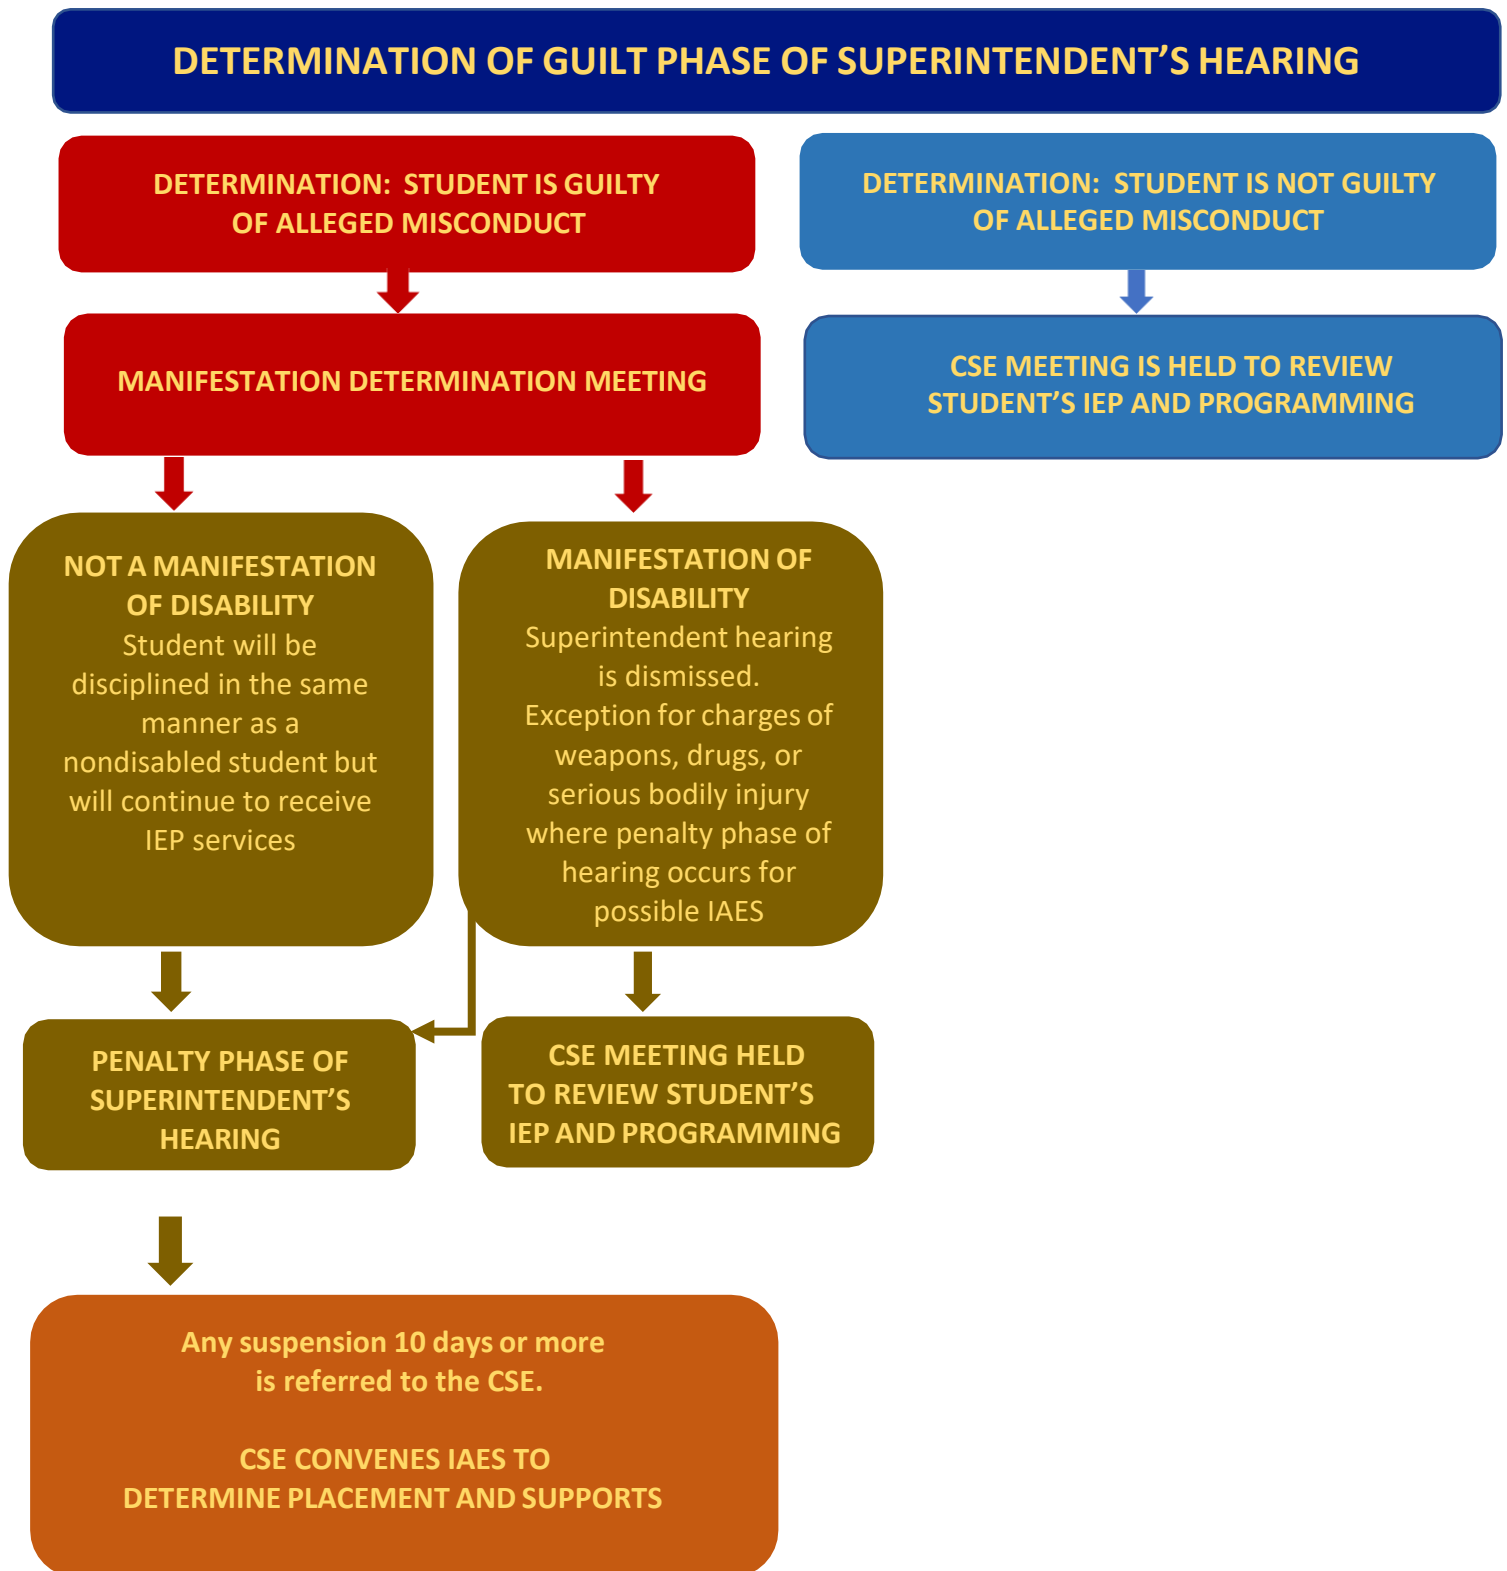 DETERMINATION OF GUILT PHASE OF SUPERINTENDENT’S HEARING
DETERMINATION: STUDENT IS GUILTY
OF ALLEGED MISCONDUCT
DETERMINATION: STUDENT IS NOT GUILTY
OF ALLEGED MISCONDUCT
MANIFESTATION DETERMINATION MEETING
CSE MEETING IS HELD TO REVIEW
STUDENT’S IEP AND PROGRAMMING
NOT A MANIFESTATION
OF DISABILITY
Student will be
disciplined in the same
manner as a
nondisabled student but
will continue to receive
IEP services
MANIFESTATION OF
DISABILITY
Superintendent hearing
is dismissed.
Exception for charges of
weapons, drugs, or
serious bodily injury
where penalty phase of
hearing occurs for
possible IAES
PENALTY PHASE OF
SUPERINTENDENT’S
HEARING
CSE MEETING HELD
TO REVIEW STUDENT’S
IEP AND PROGRAMMING
Any suspension 10 days or more
is referred to the CSE.
CSE CONVENES IAES TO
DETERMINE PLACEMENT AND SUPPORTS